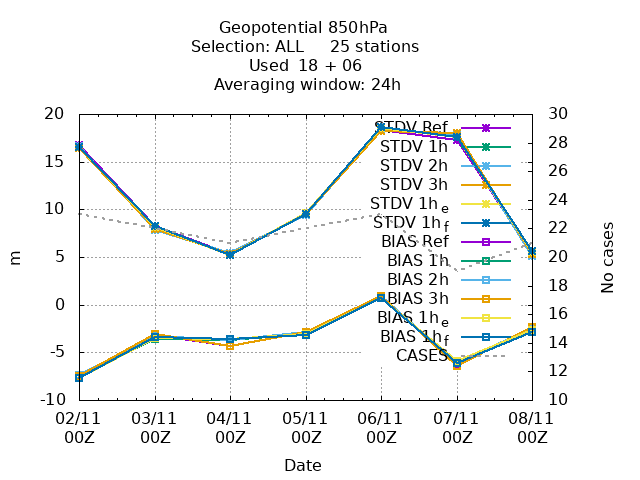 Geopotential 850hPa
Selection: ALL 25 stations
Used 18 + 06
Averaging window: 24h
20 30
STDV Ref
28
STDV 1h
15
STDV 2h
26
STDV 3h
24
STDV 1he
10
STDV 1hf
22
BIAS Ref
5
BIAS 1h
20
m
No cases
BIAS 2h
18
BIAS 3h
0
16
BIAS 1he
BIAS 1hf
14
-5
CASES
12
-10 10
02/11 03/11 04/11 05/11 06/11 07/11 08/11
00Z 00Z 00Z 00Z 00Z 00Z 00Z
Date